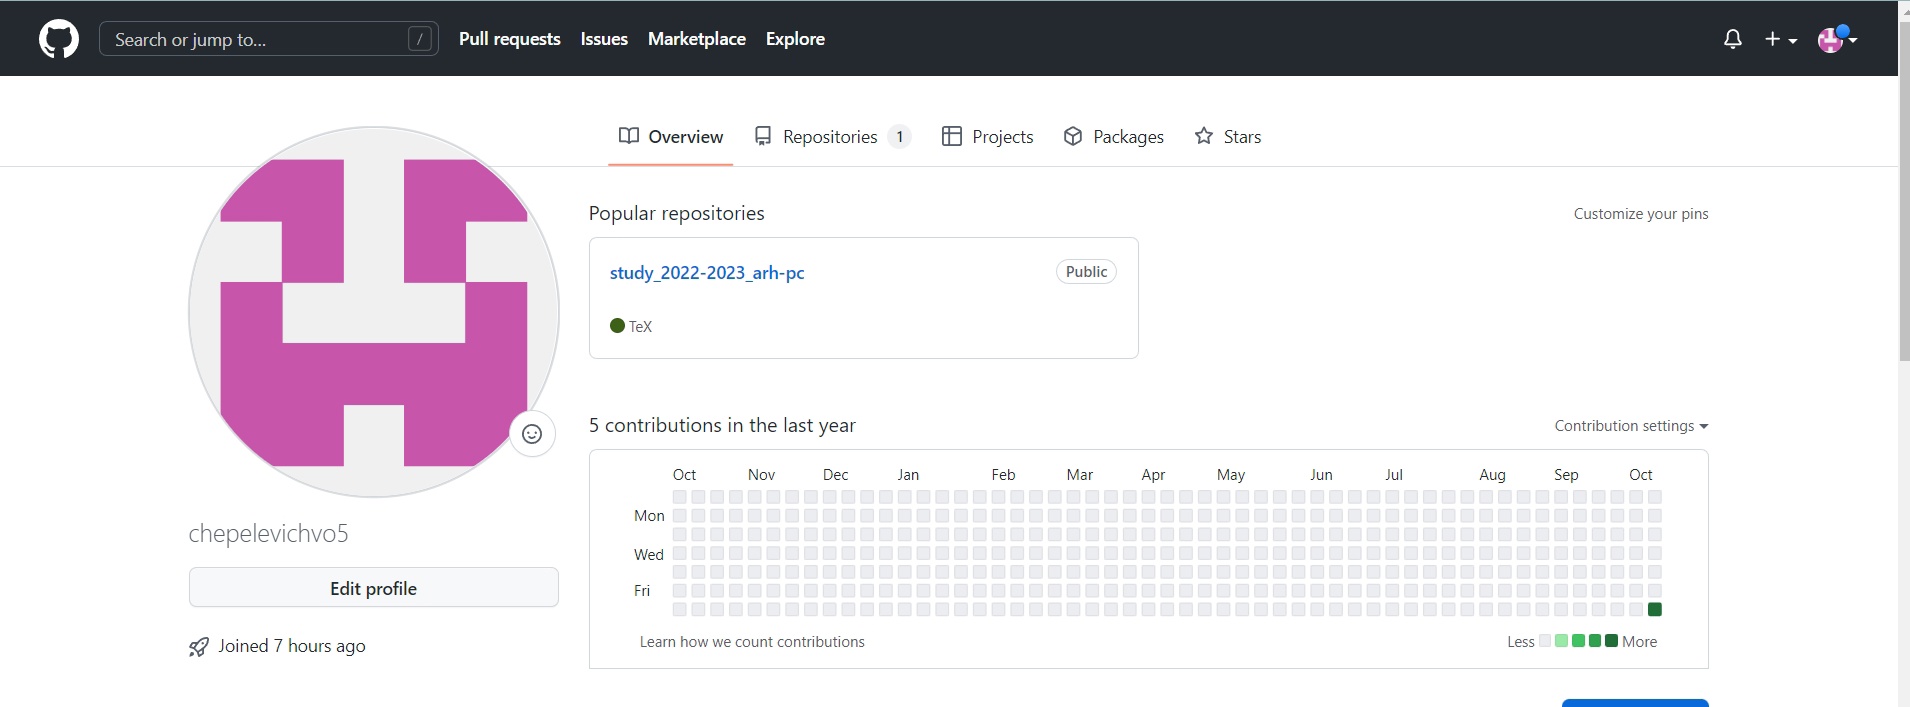 Search or jump to... /
Pull requests Issues Marketplace Explore
Overview Repositories 1 Projects Packages Stars
Popular repositories
Customize your pins
study_2022-2023_arh-pc Public
TeX
5 contributions in the last year
Contribution settings
Oct Nov Dec Jan Feb Mar Apr May Jun Jul Aug Sep Oct
Mon
Wed
Fri
Learn how we count contributions
Less More
chepelevichvo5
Edit profile
Joined 7 hours ago